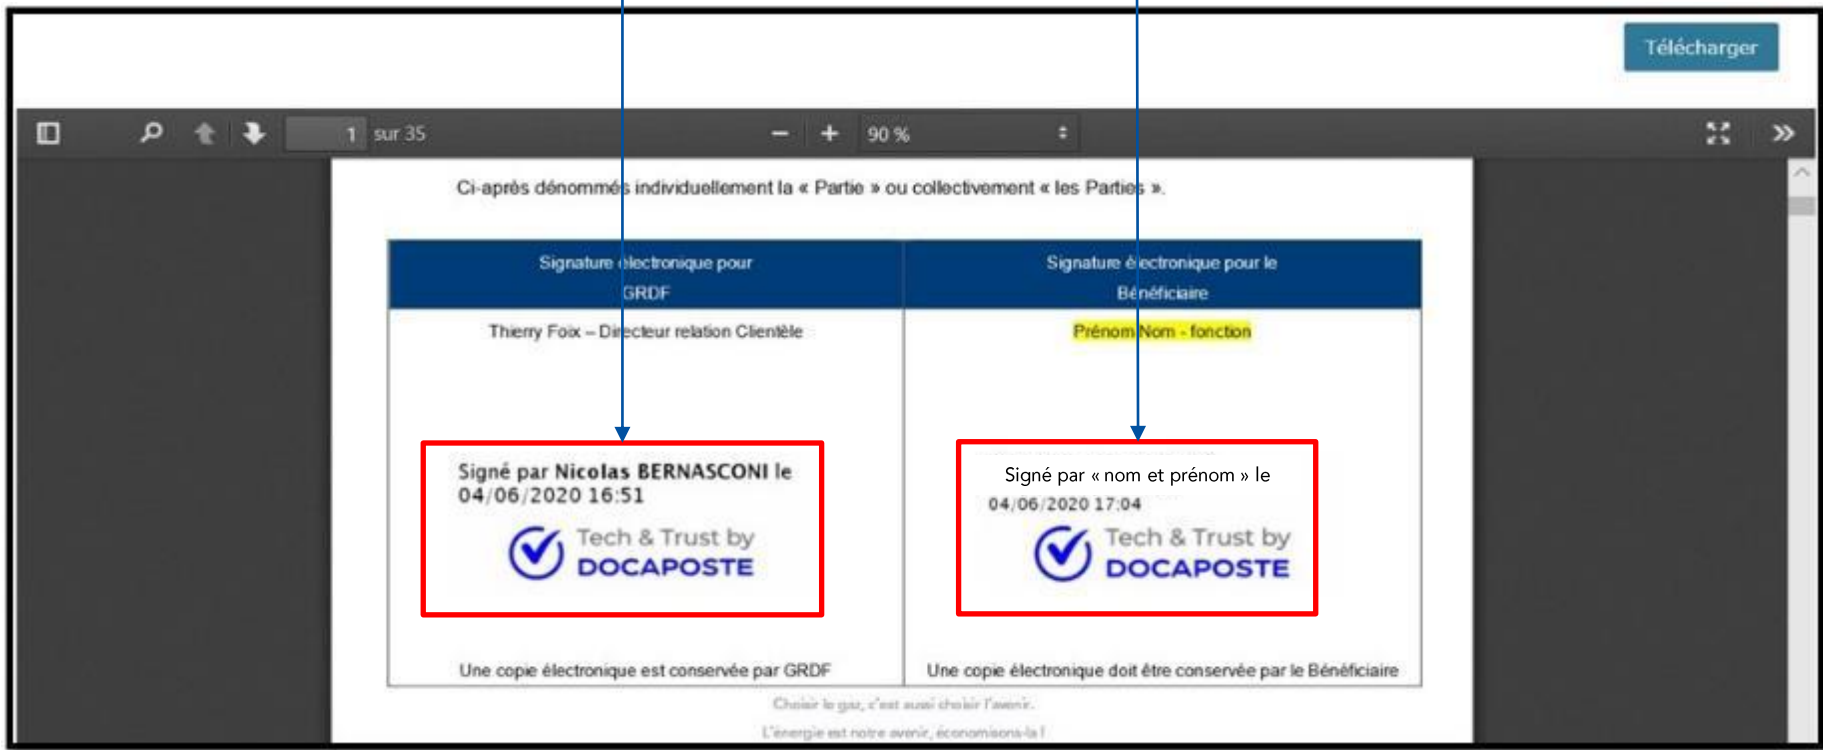 Télécharger
1 sur 35
90 %
Ci-après dénommés individuellement la « Partie » ou collectivement « les Parties ».
Signature électronique pour
GRDF
Signature électronique pour le
Bénéficiaire
Thierry Foix – Directeur relation Clientèle
Prénom Nom - fonction
Signé par Nicolas BERNASCONI le
04/06/2020 16:51
Tech & Trust by
DOCAPOSTE
Signé par « nom et prénom » le
04/06/2020 17:04
Tech & Trust by
DOCAPOSTE
Une copie électronique est conservée par GRDF
Une copie électronique doit être conservée par le Bénéficiaire
Choisir le gaz, c'est aussi choisir l'avenir.
L'énergie est notre avenir, économisons-la !